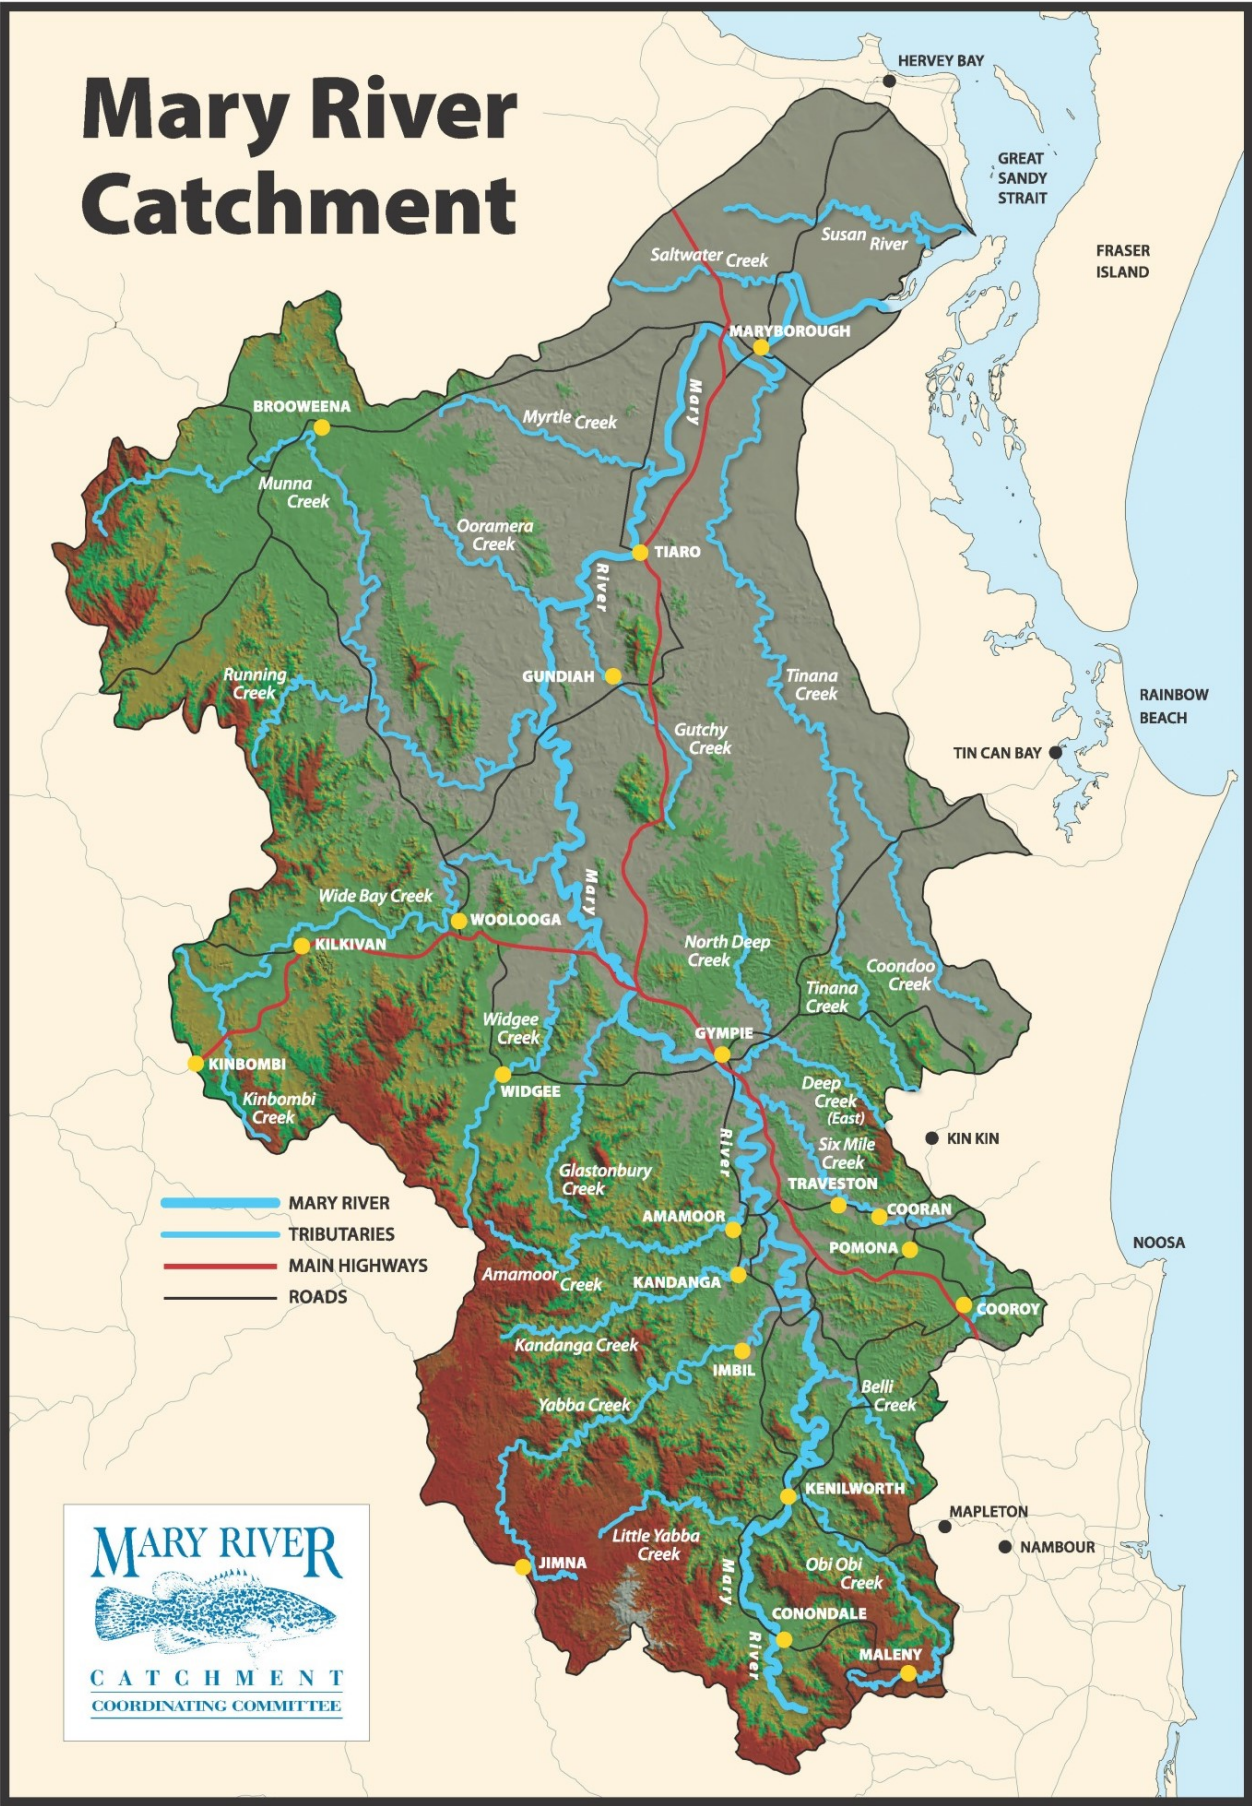 Mary River
Catchment
HERVEY BAY
GREAT
SANDY
STRAIT
FRASER
ISLAND
Susan River
Saltwater Creek
MARYBOROUGH
Mary
BROOWEENA
Myrtle Creek
Munna
Creek
Ooramera
Creek
TIARO
River
GUNDIAH
Running
Creek
Tinana
Creek
RAINBOW
BEACH
Gutchy
Creek
TIN CAN BAY
Mary
Wide Bay Creek
WOOLOOGA
KILKIVAN
North Deep
Creek
Coondoo
Creek
Tinana
Creek
Widgee
Creek
GYMPIE
KINBOMBI
WIDGEE
Kinbombi
Creek
Deep
Creek
(East)
River
Six Mile
Creek
KIN KIN
Glastonbury
Creek
TRAVESTON
MARY RIVER
TRIBUTARIES
MAIN HIGHWAYS
ROADS
AMAMOOR
COORAN
POMONA
NOOSA
Amamoor Creek
KANDANGA
COOROY
Kandanga Creek
IMBIL
Yabba Creek
Belli
Creek
KENILWORTH
MAPLETON
NAMBOUR
Little Yabba
Creek
JIMNA
Mary
Obi Obi
Creek
CONONDALE
River
MALENY
MARY RIVER
CATCHMENT
COORDINATING COMMITTEE